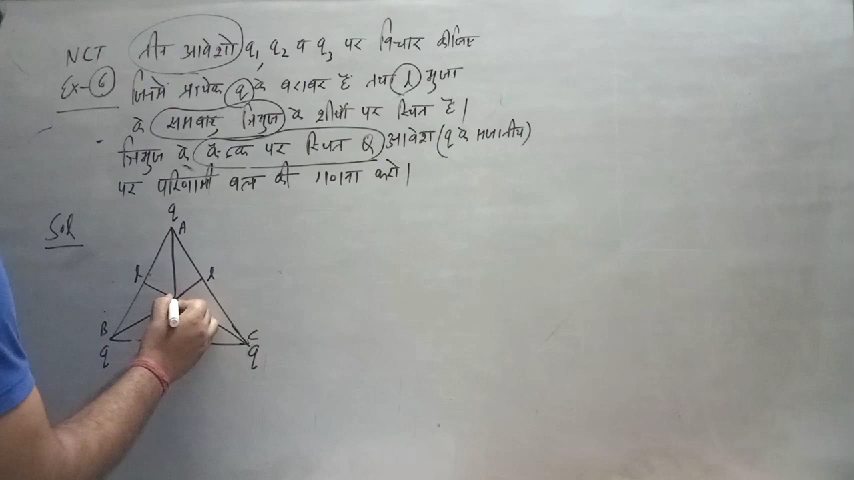 NCT तीन आवेशो q₁, q₂ व q₃ पर विचार कीजिए
Ex-6 जिनमें प्रत्येक q के बराबर है तथा l भुजा
के समबाहु त्रिभुज के शीर्षो पर स्थित है।
त्रिभुज के केन्द्रक पर स्थित Q आवेश (q के सजातीय)
पर परिणामी बल की गणना करो।
Sol
q
A
l
l
B
C
q
q